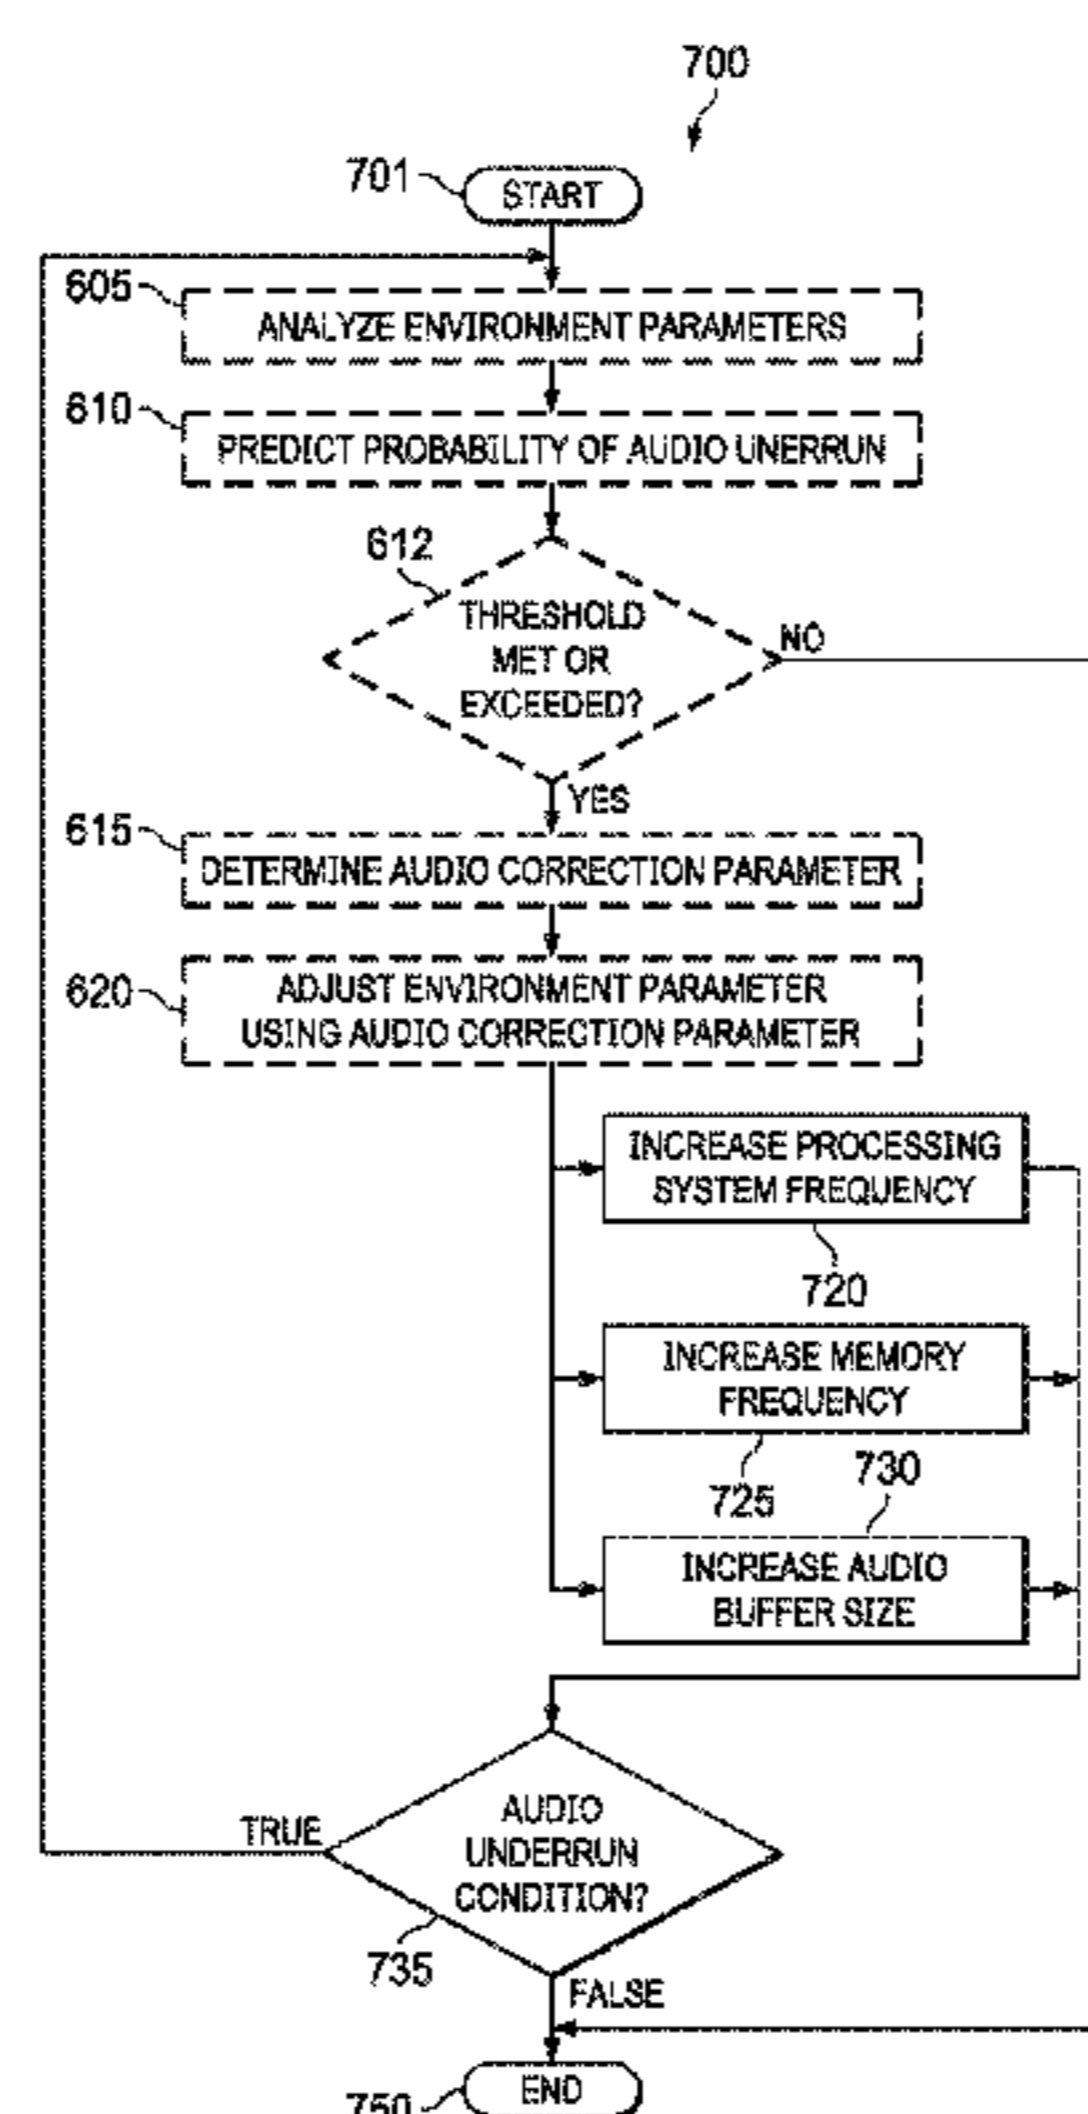 700
701
START
605
ANALYZE ENVIRONMENT PARAMETERS
610
PREDICT PROBABILITY OF AUDIO UNERRUN
612
THRESHOLD
MET OR
EXCEEDED?
NO
YES
615
DETERMINE AUDIO CORRECTION PARAMETER
620
ADJUST ENVIRONMENT PARAMETER
USING AUDIO CORRECTION PARAMETER
INCREASE PROCESSING
SYSTEM FREQUENCY
720
INCREASE MEMORY
FREQUENCY
725
730
INCREASE AUDIO
BUFFER SIZE
TRUE
AUDIO
UNDERRUN
CONDITION?
735
FALSE
750
END